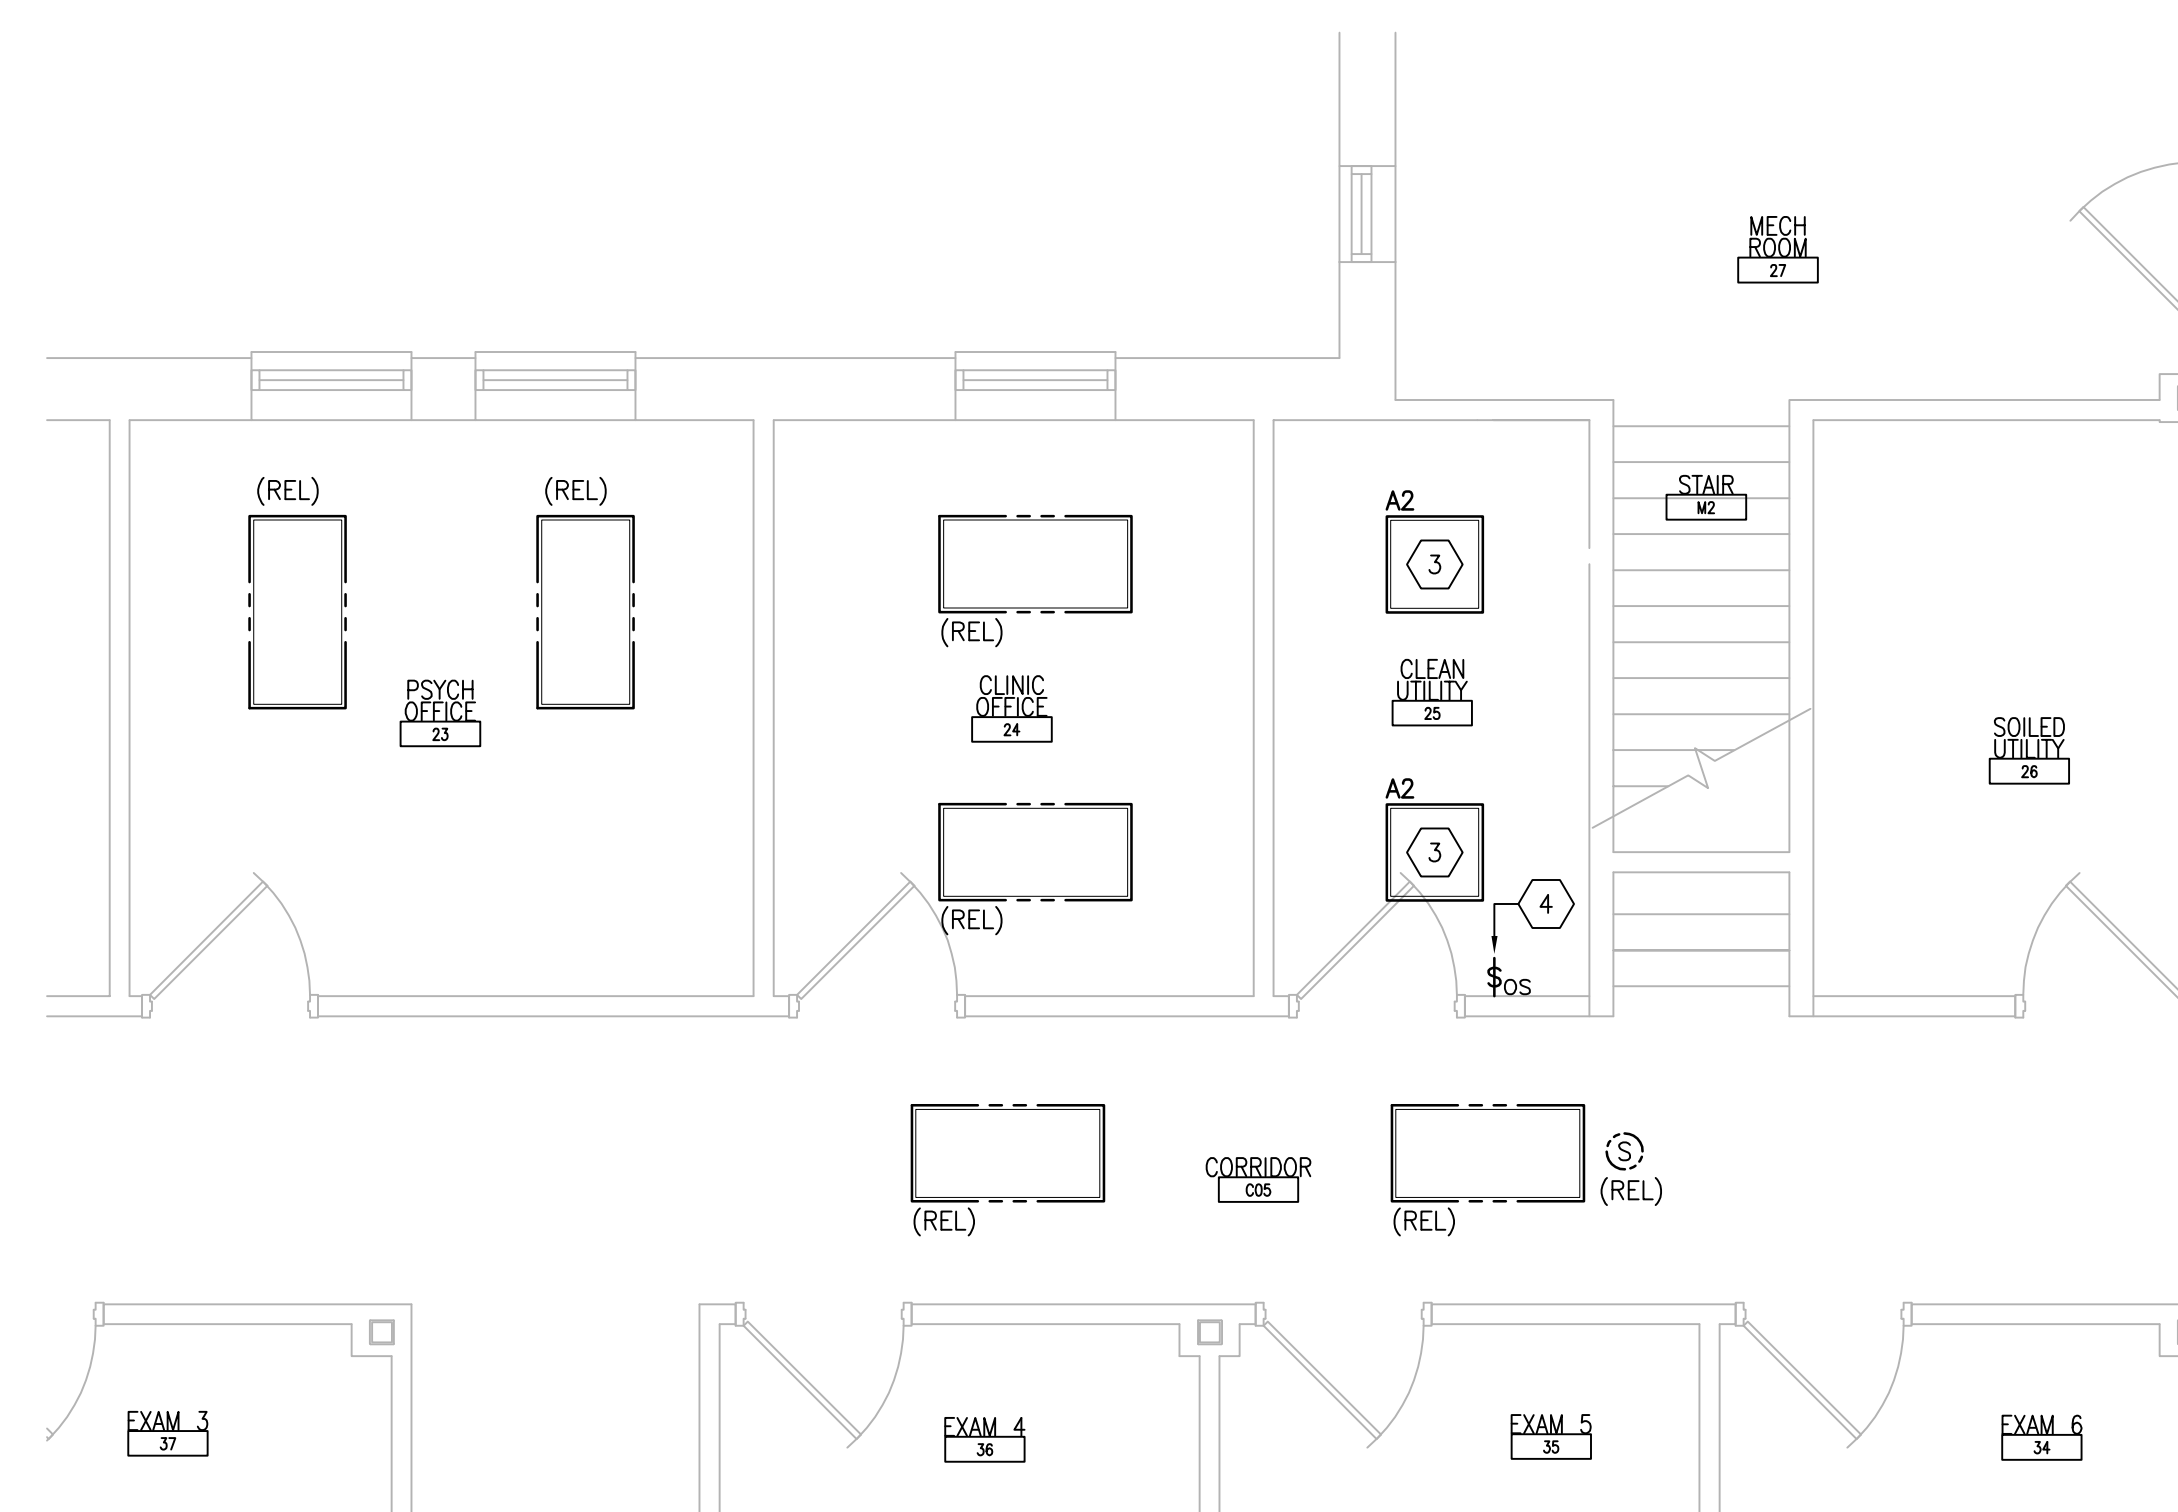 MECH
ROOM
27
(REL)
(REL)
A2
3
STAIR
M2
(REL)
PSYCH
OFFICE
23
CLINIC
OFFICE
24
CLEAN
UTILITY
25
SOILED
UTILITY
26
A2
3
4
(REL)
$OS
CORRIDOR
C05
S
(REL)
(REL)
(REL)
EXAM 3
37
EXAM 4
36
EXAM 5
35
EXAM 6
34